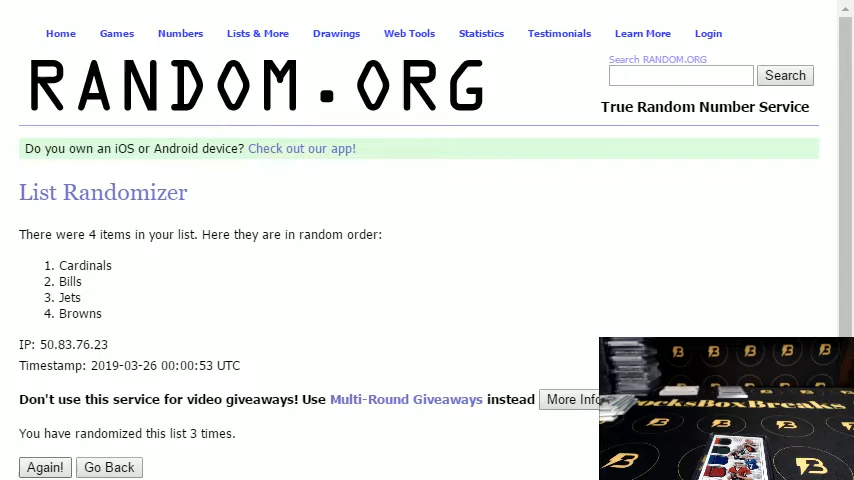 Home Games Numbers Lists & More Drawings Web Tools Statistics Testimonials Learn More Login
Search RANDOM.ORG
RANDOM.ORG
Search
True Random Number Service
Do you own an iOS or Android device? Check out our app!
List Randomizer
There were 4 items in your list. Here they are in random order:
1. Cardinals
2. Bills
3. Jets
4. Browns
IP: 50.83.76.23
Timestamp: 2019-03-26 00:00:53 UTC
Don't use this service for video giveaways! Use Multi-Round Giveaways instead More Info
You have randomized this list 3 times.
Again! Go Back
ocksBoxBreaks